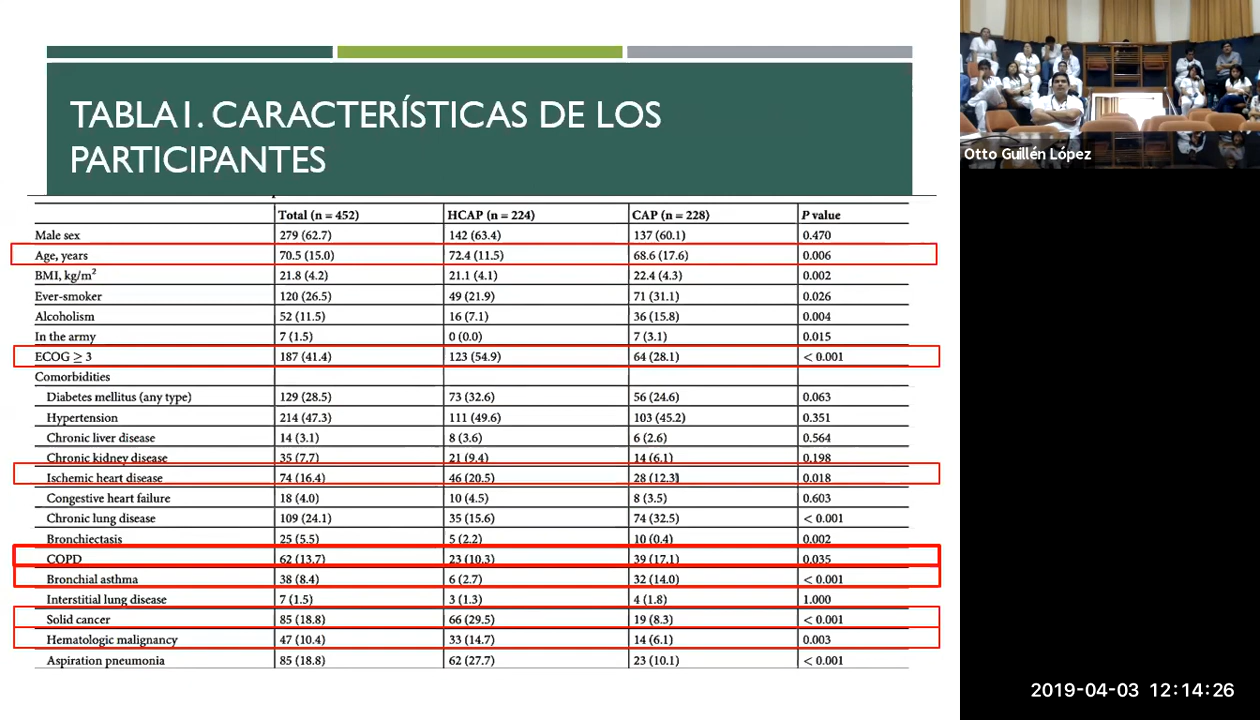 TABLA1. CARACTERÍSTICAS DE LOS
PARTICIPANTES
Total (n = 452) HCAP (n = 224) CAP (n = 228) P value
Male sex 279 (62.7) 142 (63.4) 137 (60.1) 0.470
Age, years 70.5 (15.0) 72.4 (11.5) 68.6 (17.6) 0.006
BMI, kg/m² 21.8 (4.2) 21.1 (4.1) 22.4 (4.3) 0.002
Ever-smoker 120 (26.5) 49 (21.9) 71 (31.1) 0.026
Alcoholism 52 (11.5) 16 (7.1) 36 (15.8) 0.004
In the army 7 (1.5) 0 (0.0) 7 (3.1) 0.015
ECOG ≥ 3 187 (41.4) 123 (54.9) 64 (28.1) < 0.001
Comorbidities
Diabetes mellitus (any type) 129 (28.5) 73 (32.6) 56 (24.6) 0.063
Hypertension 214 (47.3) 111 (49.6) 103 (45.2) 0.351
Chronic liver disease 14 (3.1) 8 (3.6) 6 (2.6) 0.564
Chronic kidney disease 35 (7.7) 21 (9.4) 14 (6.1) 0.198
Ischemic heart disease 74 (16.4) 46 (20.5) 28 (12.3) 0.018
Congestive heart failure 18 (4.0) 10 (4.5) 8 (3.5) 0.603
Chronic lung disease 109 (24.1) 35 (15.6) 74 (32.5) < 0.001
Bronchiectasis 25 (5.5) 5 (2.2) 10 (0.4) 0.002
COPD 62 (13.7) 23 (10.3) 39 (17.1) 0.035
Bronchial asthma 38 (8.4) 6 (2.7) 32 (14.0) < 0.001
Interstitial lung disease 7 (1.5) 3 (1.3) 4 (1.8) 1.000
Solid cancer 85 (18.8) 66 (29.5) 19 (8.3) < 0.001
Hematologic malignancy 47 (10.4) 33 (14.7) 14 (6.1) 0.003
Aspiration pneumonia 85 (18.8) 62 (27.7) 23 (10.1) < 0.001
Otto Guillén López
2019-04-03 12:14:26